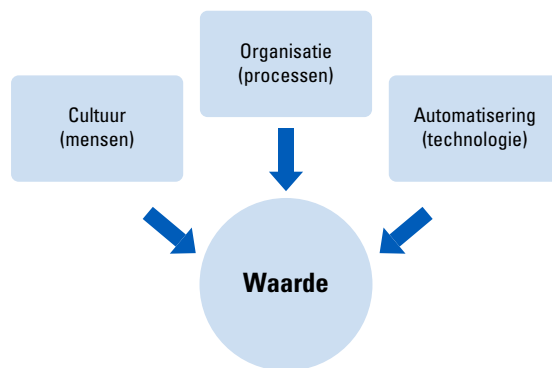 Organisatie
(processen)
Cultuur
(mensen)
Automatisering
(technologie)
Waarde